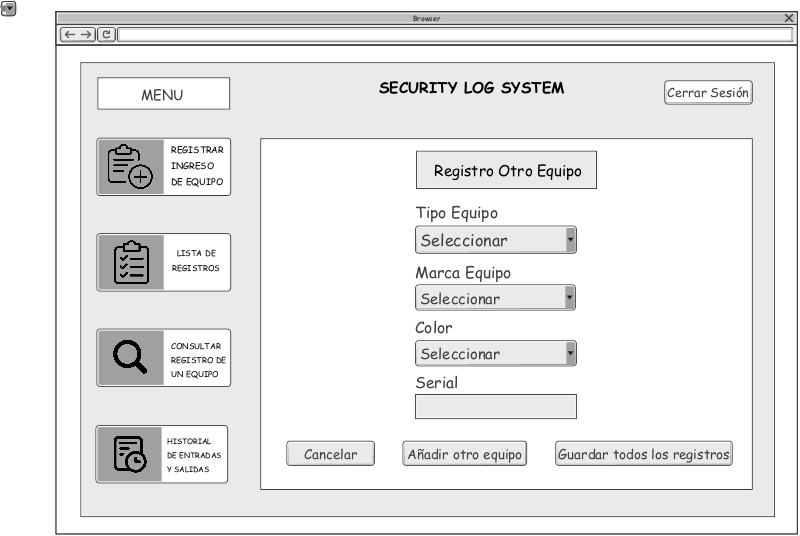 Browser
MENU
SECURITY LOG SYSTEM
Cerrar Sesión
REGISTRAR
INGRESO
DE EQUIPO
LISTA DE
REGISTROS
CONSULTAR
REGISTRO DE
UN EQUIPO
HISTORIAL
DE ENTRADAS
Y SALIDAS
Registro Otro Equipo
Tipo Equipo
Seleccionar
Marca Equipo
Seleccionar
Color
Seleccionar
Serial
Cancelar
Añadir otro equipo
Guardar todos los registros